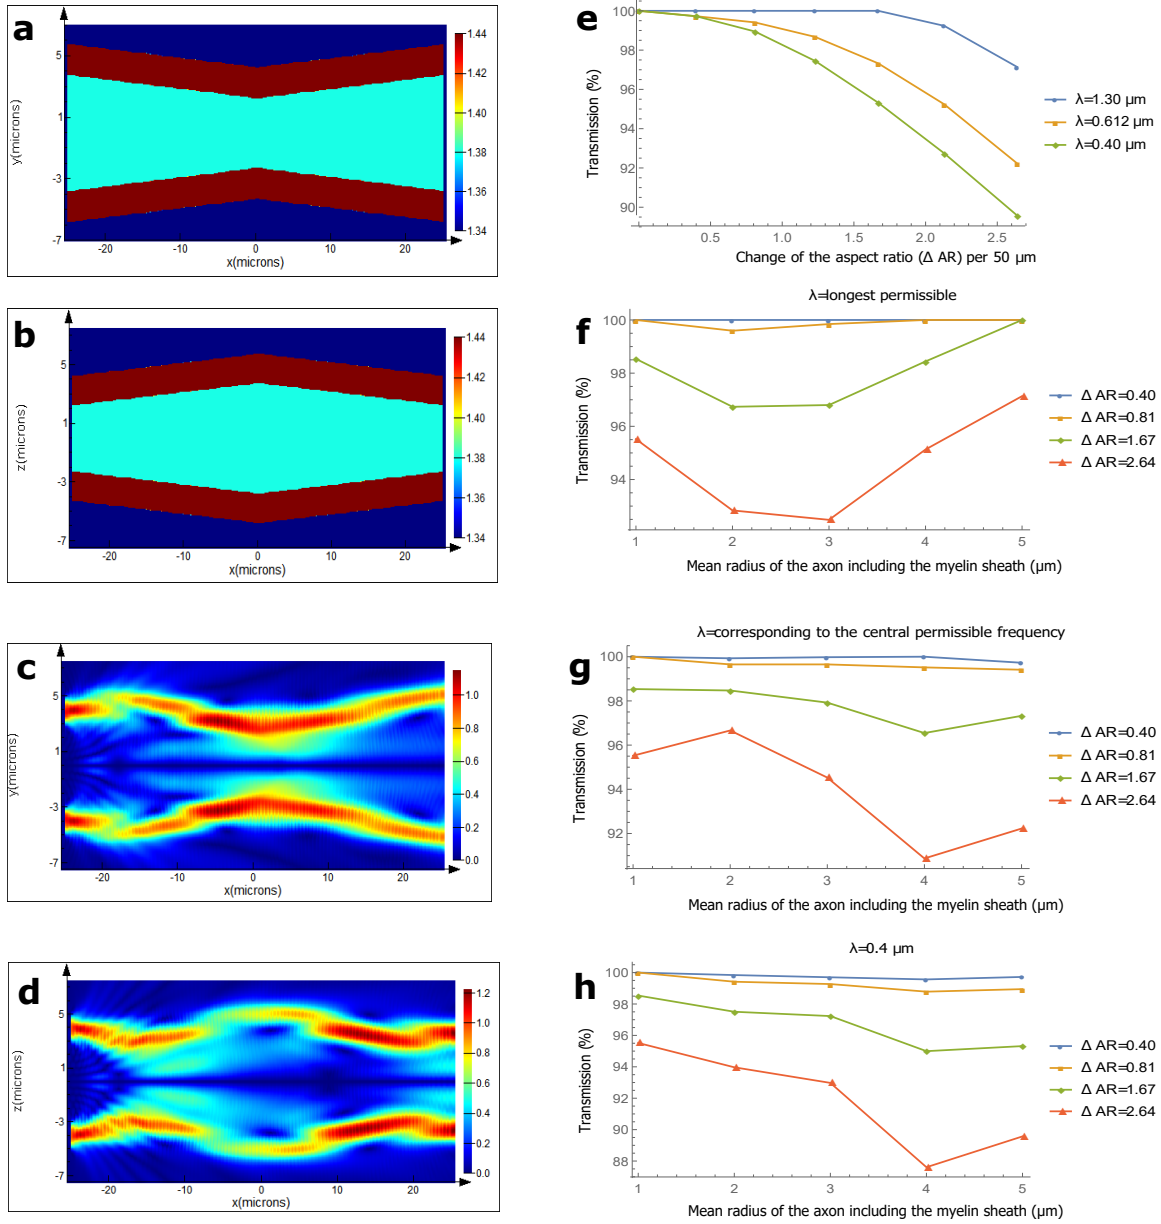 a
5
1
-3
-7
y(microns)
-20
-10
0
10
20
x(microns)
1.44
1.42
1.40
1.38
1.36
1.34
b
5
1
-3
-7
z(microns)
-20
-10
0
10
20
x(microns)
1.44
1.42
1.40
1.38
1.36
1.34
c
5
1
-3
-7
y(microns)
-20
-10
0
10
20
x(microns)
1.0
0.8
0.6
0.4
0.2
0.0
d
5
1
-3
-7
z(microns)
-20
-10
0
10
20
x(microns)
1.2
1.0
0.8
0.6
0.4
0.2
0.0
e
100
98
96
94
92
90
Transmission (%)
0.5
1.0
1.5
2.0
2.5
Change of the aspect ratio (Δ AR) per 50 μm
λ=1.30 μm
λ=0.612 μm
λ=0.40 μm
λ=longest permissible
f
100
98
96
94
Transmission (%)
1
2
3
4
5
Mean radius of the axon including the myelin sheath (μm)
Δ AR=0.40
Δ AR=0.81
Δ AR=1.67
Δ AR=2.64
λ=corresponding to the central permissible frequency
g
100
98
96
94
92
Transmission (%)
1
2
3
4
5
Mean radius of the axon including the myelin sheath (μm)
Δ AR=0.40
Δ AR=0.81
Δ AR=1.67
Δ AR=2.64
λ=0.4 μm
h
100
98
96
94
92
90
88
Transmission (%)
1
2
3
4
5
Mean radius of the axon including the myelin sheath (μm)
Δ AR=0.40
Δ AR=0.81
Δ AR=1.67
Δ AR=2.64